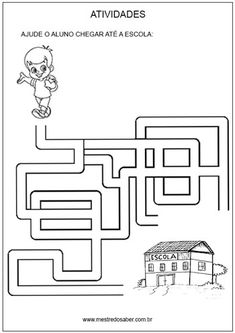 ATIVIDADES
AJUDE O ALUNO CHEGAR ATÉ A ESCOLA:
ESCOLA
www.mestredosaber.com.br